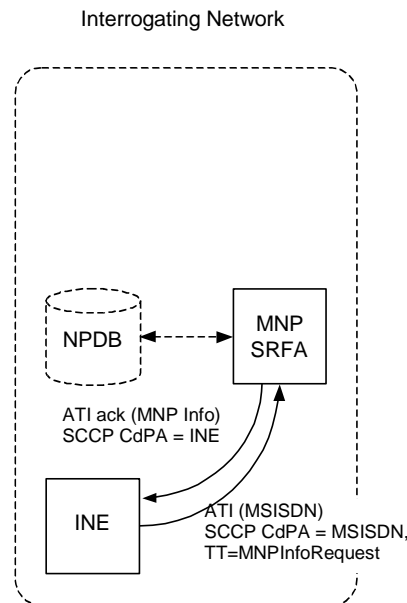 Interrogating Network
NPDB
MNP
SRFA
ATI ack (MNP Info)
SCCP CdPA = INE
INE
ATI (MSISDN)
SCCP CdPA = MSISDN,
TT=MNPInfoRequest